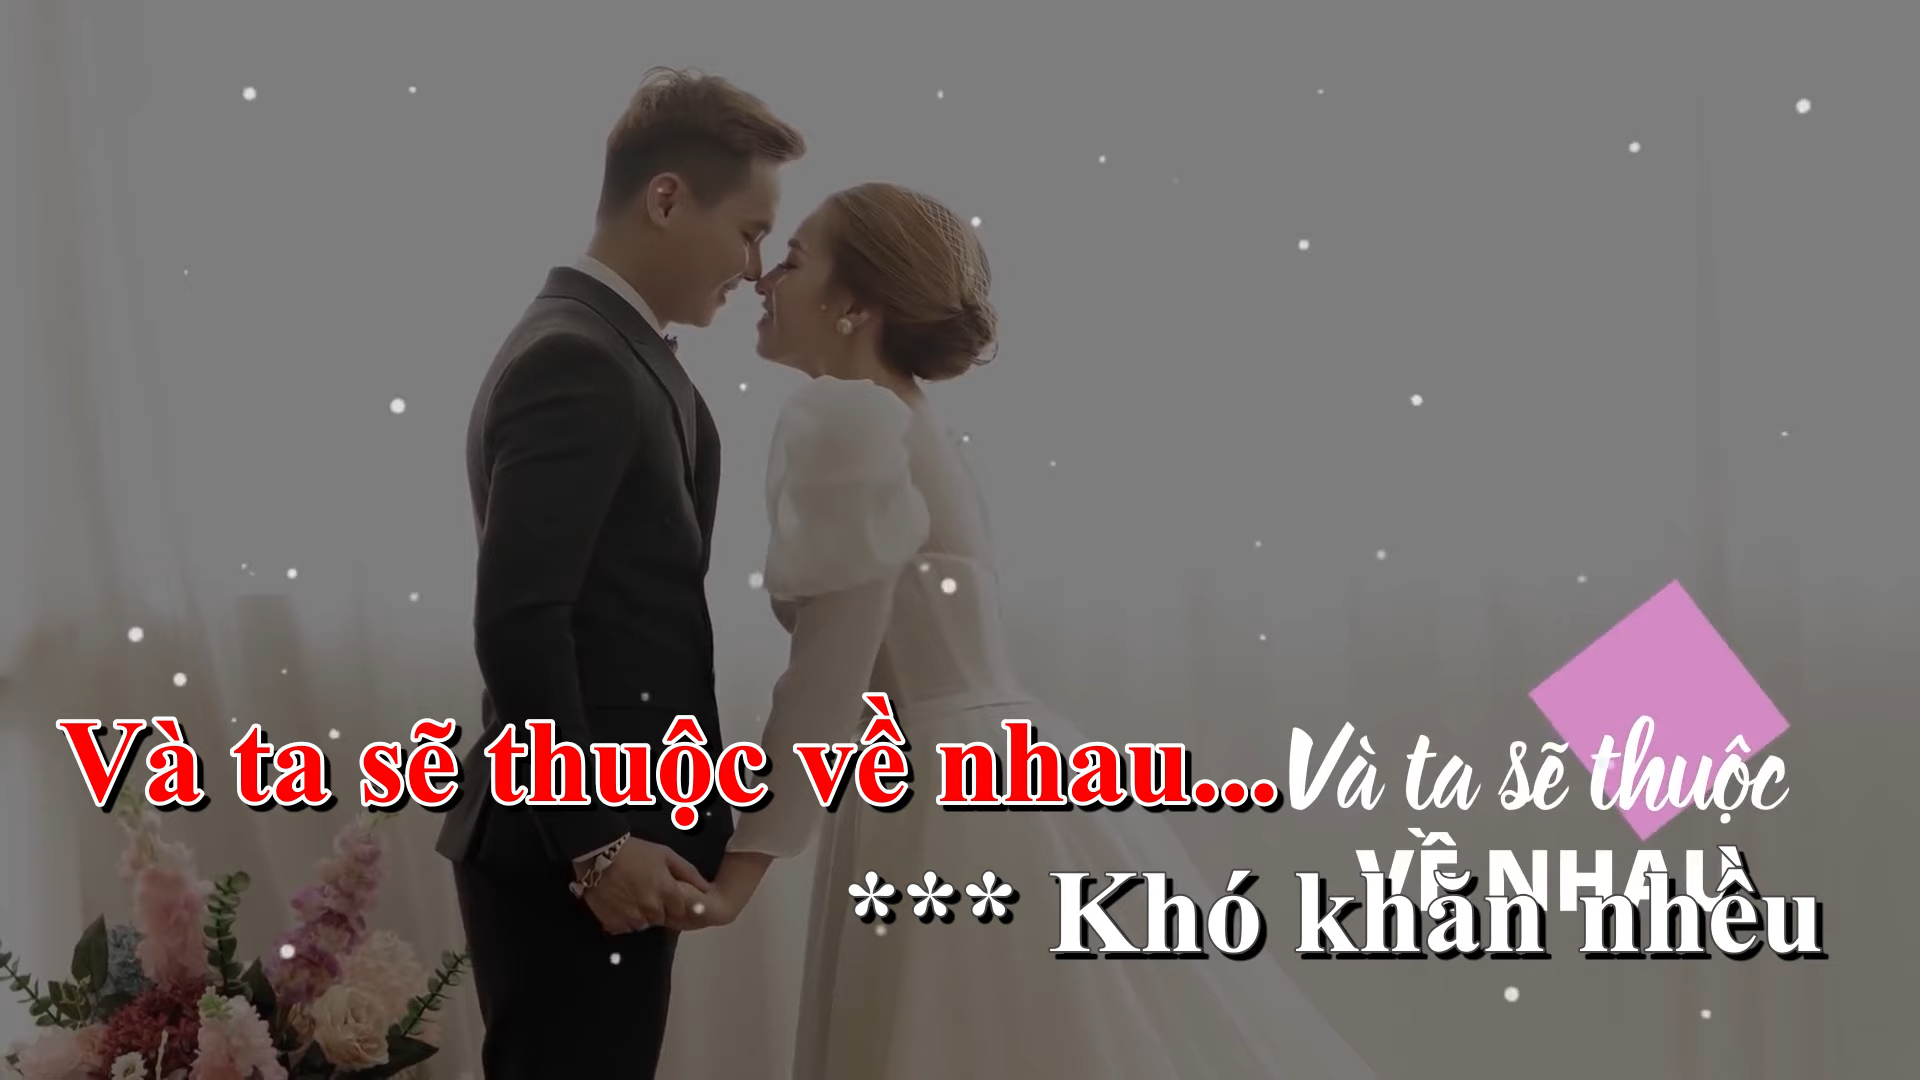 Và ta sẽ thuộc về nhau...
Và ta sẽ thuộc
VỀ NHAU
*** Khó khăn nhều